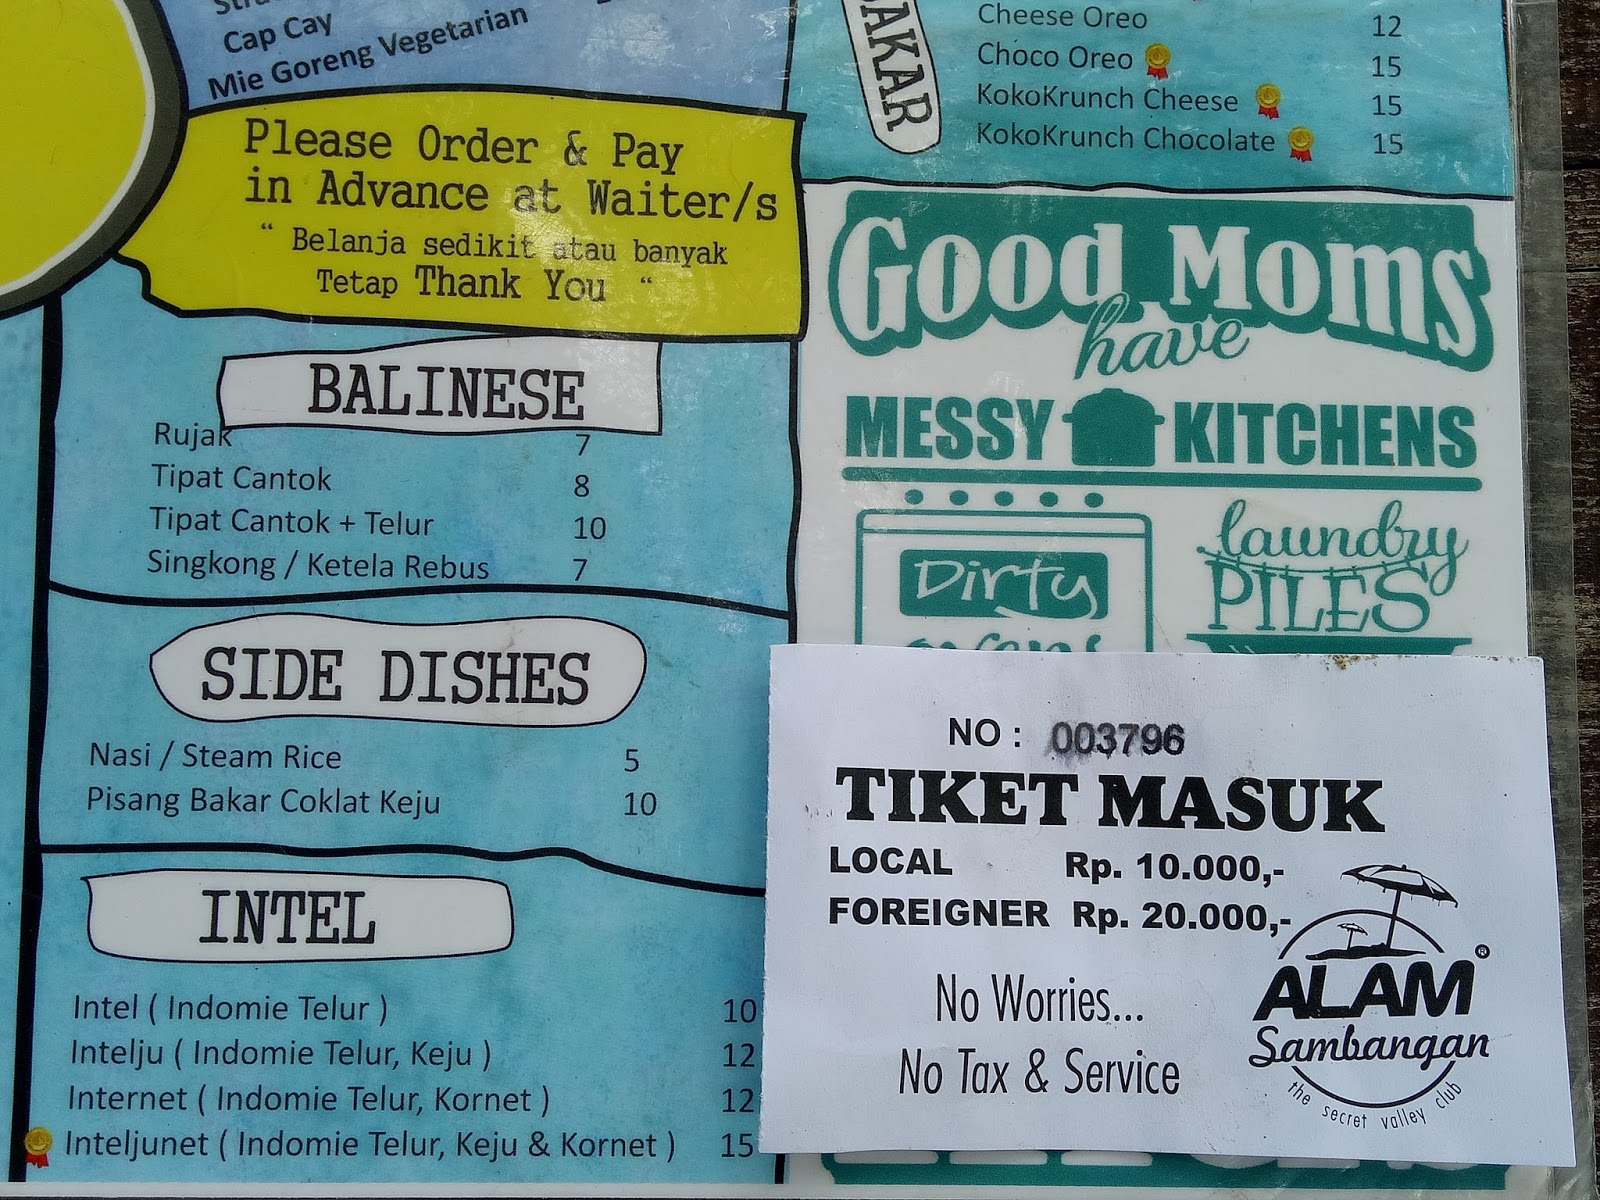 Cap Cay
Mie Goreng Vegetarian
Please Order & Pay
in Advance at Waiter/s
“ Belanja sedikit atau banyak
Tetap Thank You “
BALINESE
Rujak 7
Tipat Cantok 8
Tipat Cantok + Telur 10
Singkong / Ketela Rebus 7
SIDE DISHES
Nasi / Steam Rice 5
Pisang Bakar Coklat Keju 10
INTEL
Intel ( Indomie Telur ) 10
Intelju ( Indomie Telur, Keju ) 12
Internet ( Indomie Telur, Kornet ) 12
Inteljunet ( Indomie Telur, Keju & Kornet ) 15
AKAR
Cheese Oreo 12
Choco Oreo 15
KokoKrunch Cheese 15
KokoKrunch Chocolate 15
Good Moms
have
MESSY KITCHENS
Dirty
laundry
PILES
NO : 003796
TIKET MASUK
LOCAL Rp. 10.000,-
FOREIGNER Rp. 20.000,-
No Worries...
No Tax & Service
ALAM ®
Sambangan
the secret valley club